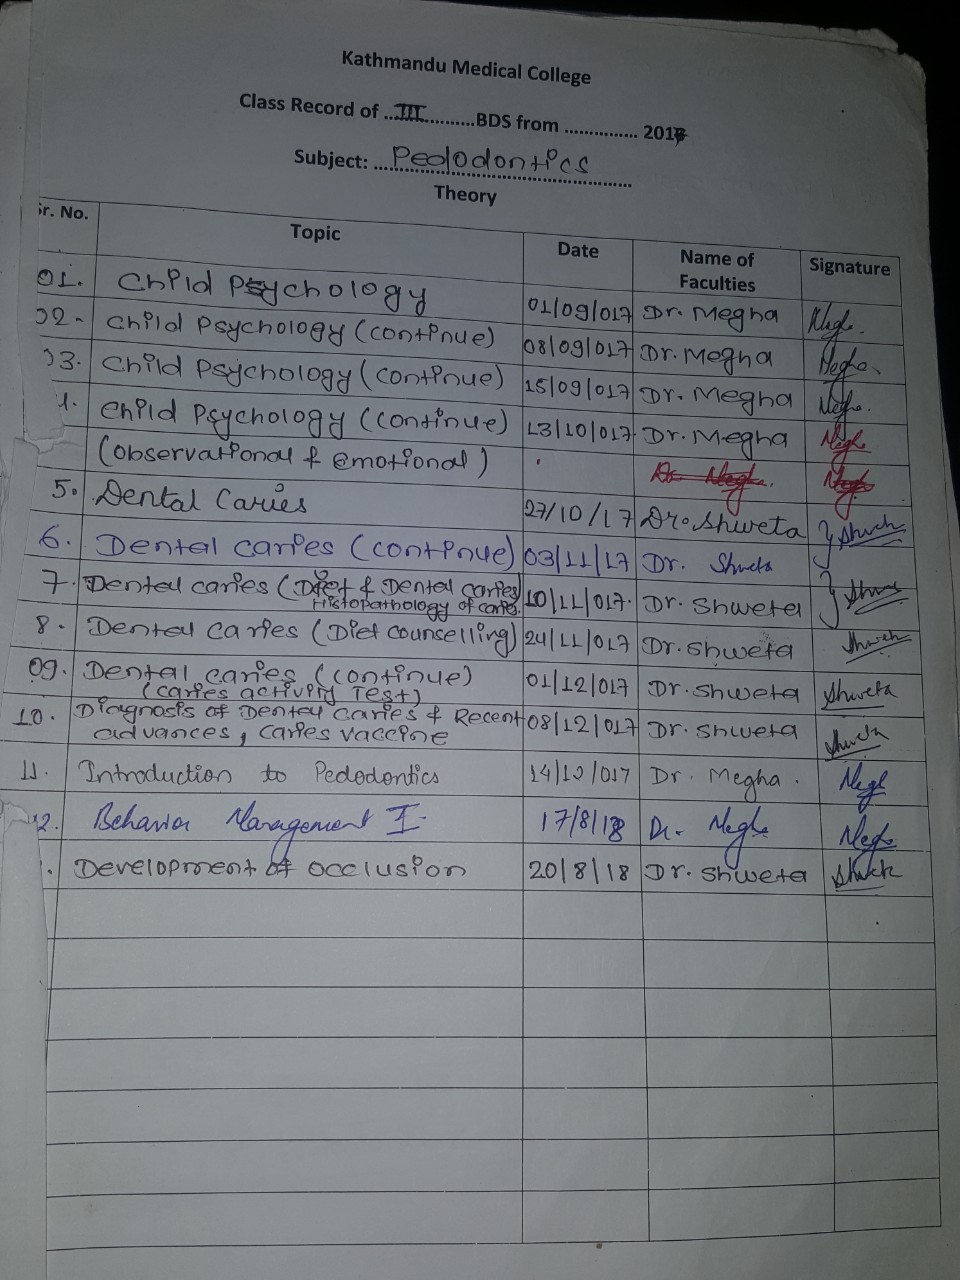 Kathmandu Medical College
Class Record of ...III............BDS from ............... 2017
Subject: ...Pedodontics
Theory
Sr. No. Topic Date Name of Faculties Signature
01. Child Psychology 01/09/017 Dr. Megha Megha
02. Child Psychology (continue) 08/09/017 Dr. Megha Megha
03. Child Psychology (continue) 15/09/017 Dr. Megha Megha
Child Psychology (continue) 13/10/017 Dr. Megha Megha
(observational & emotional)
5. Dental Caries 27/10/17 Dr. Shweta Shweta
6. Dental caries (continue) 03/11/17 Dr. Shweta
7. Dental caries (Diet & Dental caries) 10/11/017. Dr. Shweta
Histopathology of caries.
8. Dental caries (Diet counselling) 24/11/017 Dr. Shweta Shweta
09. Dental caries (continue) 01/12/017 Dr. Shweta Shweta
(caries activity Test)
10. Diagnosis of Dental caries & Recent 08/12/017 Dr. Shweta Shweta
advances, caries vaccine
11. Introduction to Pedodontics 14/12/017 Dr. Megha. Megha
12. Behavior Management I 17/8/18 Dr. Megha Megha
. Development of occlusion 20/8/18 Dr. Shweta Shweta